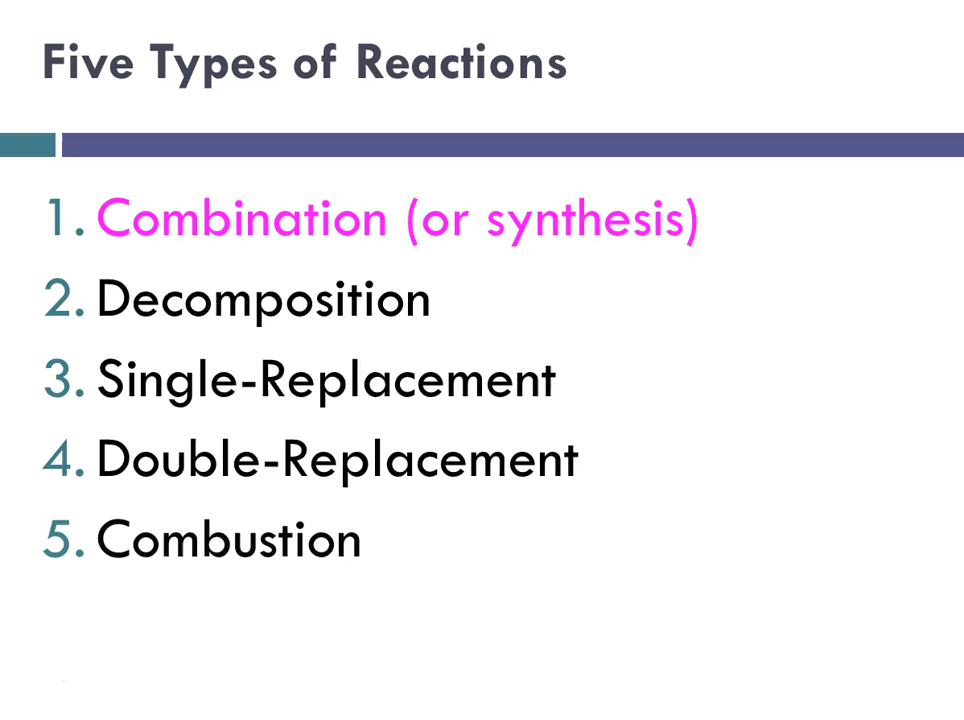 Five Types of Reactions
1. Combination (or synthesis)
2. Decomposition
3. Single-Replacement
4. Double-Replacement
5. Combustion